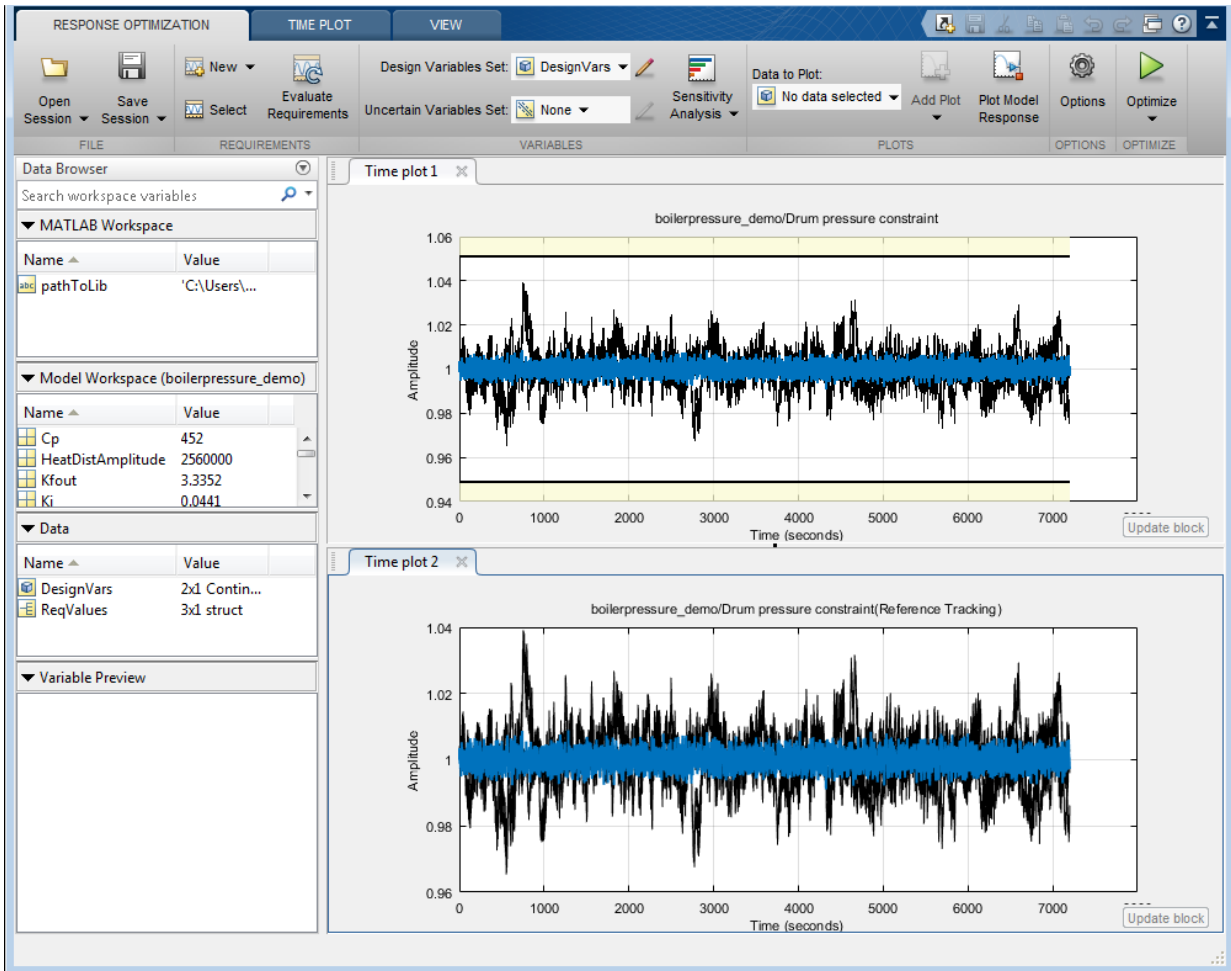 RESPONSE OPTIMIZATION TIME PLOT VIEW
Open Session Save Session New Select Evaluate Requirements Design Variables Set: DesignVars Uncertain Variables Set: None Sensitivity Analysis Data to Plot: No data selected Add Plot Plot Model Response Options Optimize
FILE REQUIREMENTS VARIABLES PLOTS OPTIONS OPTIMIZE
Data Browser
Search workspace variables
MATLAB Workspace
Name Value
abc pathToLib 'C:\Users\...
Model Workspace (boilerpressure_demo)
Name Value
Cp 452
HeatDistAmplitude 2560000
Kfout 3.3352
Ki 0.0441
Data
Name Value
DesignVars 2x1 Contin...
ReqValues 3x1 struct
Variable Preview
Time plot 1
boilerpressure_demo/Drum pressure constraint
1.06
1.04
1.02
1
0.98
0.96
0.94
Amplitude
0 1000 2000 3000 4000 5000 6000 7000
Time (seconds)
Update block
Time plot 2
boilerpressure_demo/Drum pressure constraint(Reference Tracking)
1.04
1.02
1
0.98
0.96
Amplitude
0 1000 2000 3000 4000 5000 6000 7000
Time (seconds)
Update block